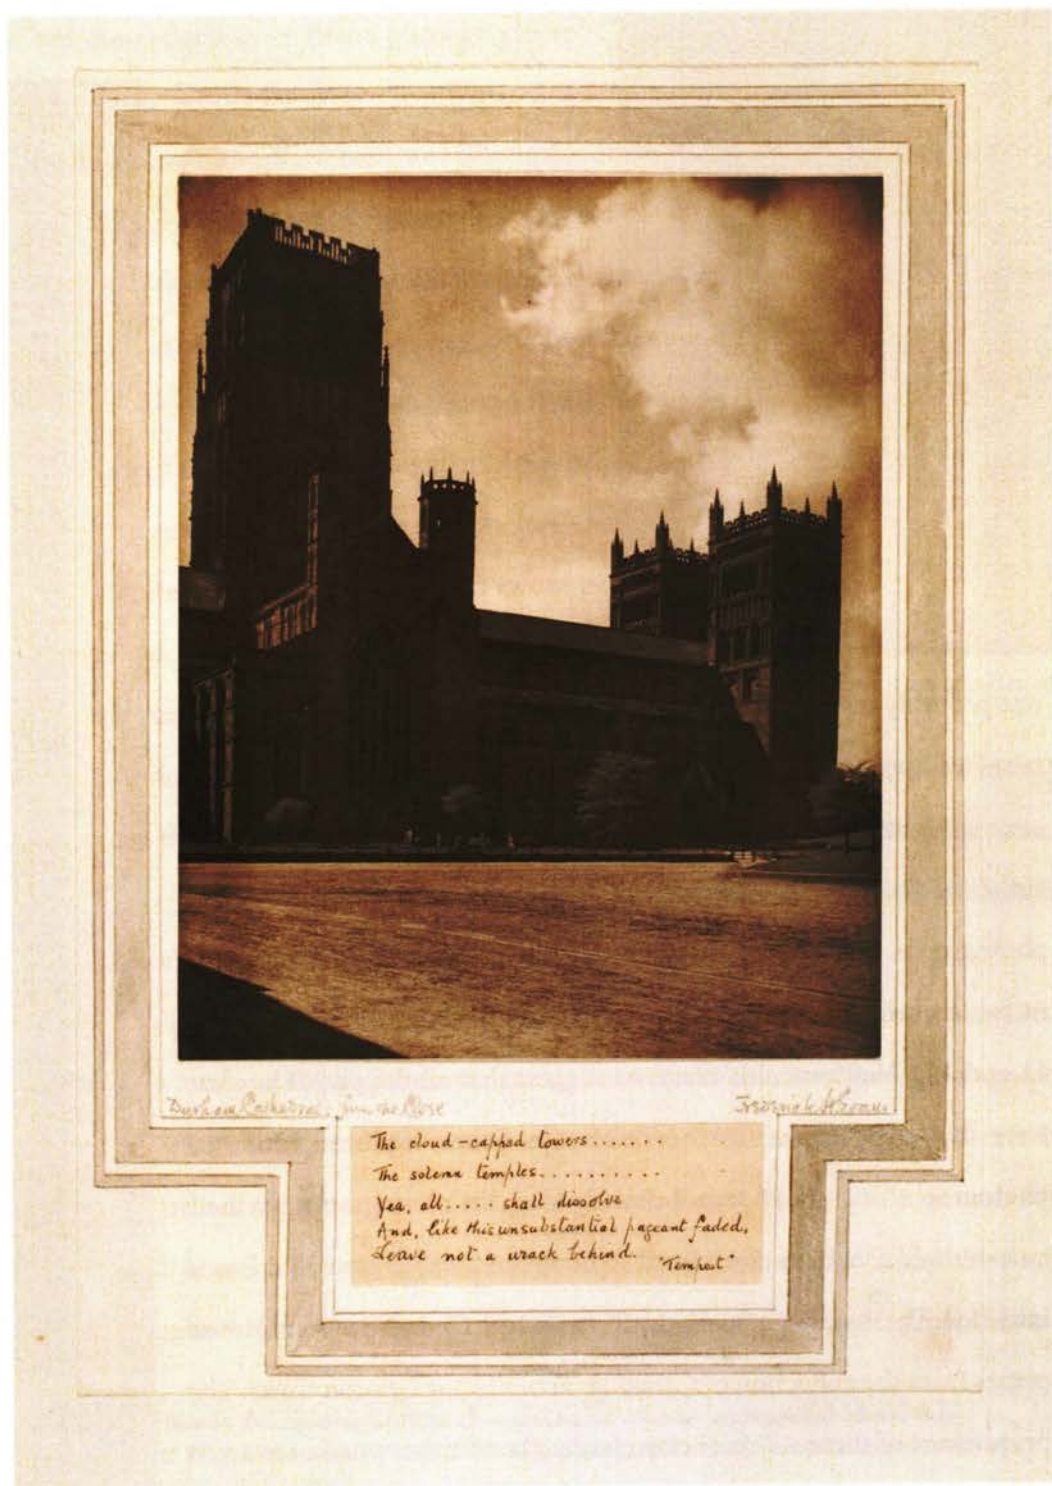 Durham Cathedral: from the Close
Frederick H. Evans
The cloud-capped towers.......
The solemn temples..........
Yea, all..... shall dissolve
And, like this unsubstantial pageant faded,
Leave not a wrack behind.
"Tempest"